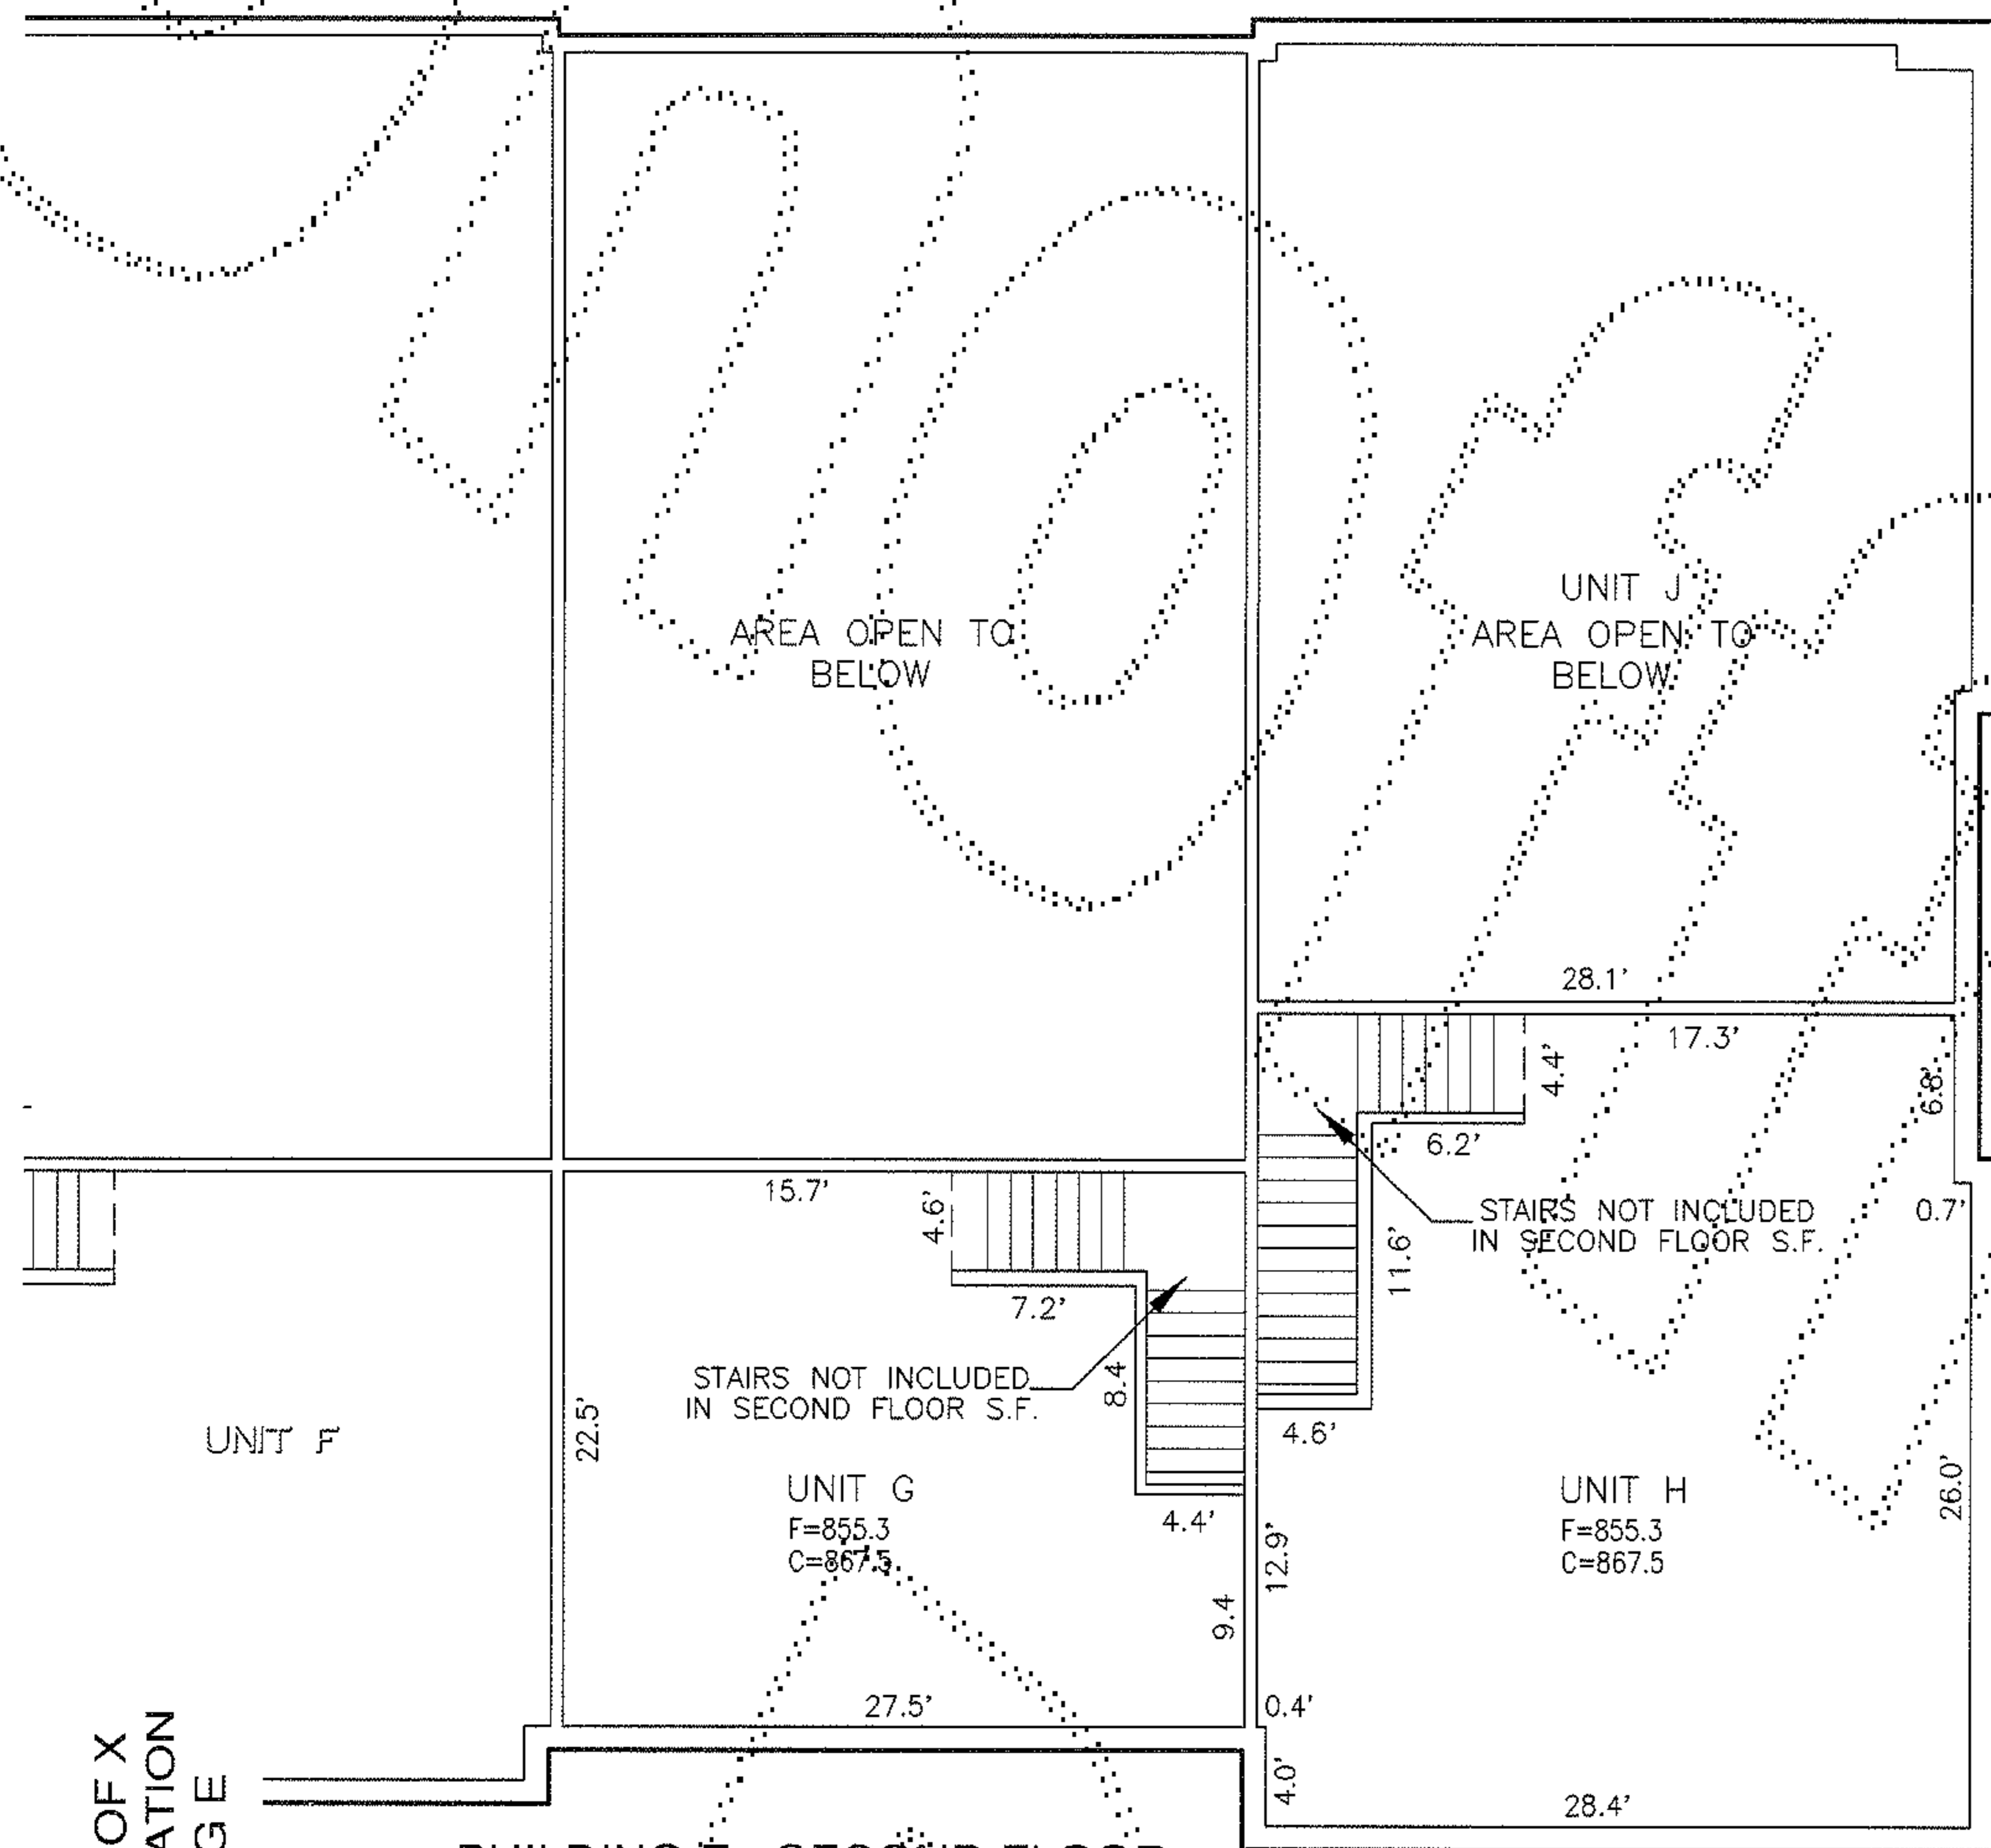 AREA OPEN TO
BELOW
UNIT J
AREA OPEN TO
BELOW
28.1'
17.3'
4.4'
6.8'
6.2'
STAIRS NOT INCLUDED
IN SECOND FLOOR S.F.
0.7'
11.6'
15.7'
4.6'
7.2'
STAIRS NOT INCLUDED
IN SECOND FLOOR S.F.
8.4
22.5'
UNIT F
4.6'
4.4'
UNIT G
F=855.3
C=867.5
UNIT H
F=855.3
C=867.5
26.0'
12.9'
9.4
27.5'
0.4'
4.0'
28.4'
OF X
SECOND FLOOR